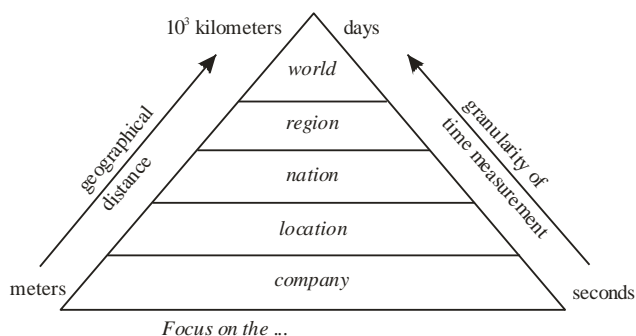 10³ kilometers
days
world
region
nation
location
company
geographical
distance
granularity of
time measurement
meters
seconds
Focus on the ...